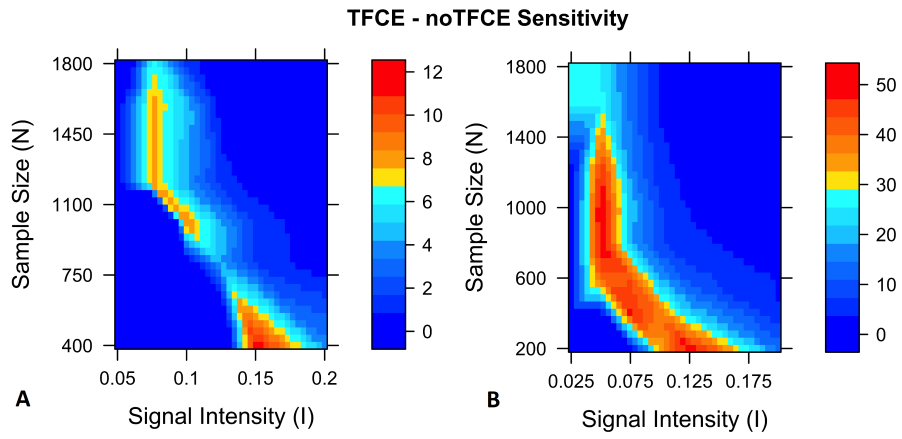 TFCE - noTFCE Sensitivity
Sample Size (N)
1800
1450
1100
750
400
0.05 0.1 0.15 0.2
Signal Intensity (I)
A
12
10
8
6
4
2
0
Sample Size (N)
1800
1400
1000
600
200
0.025 0.075 0.125 0.175
Signal Intensity (I)
B
50
40
30
20
10
0